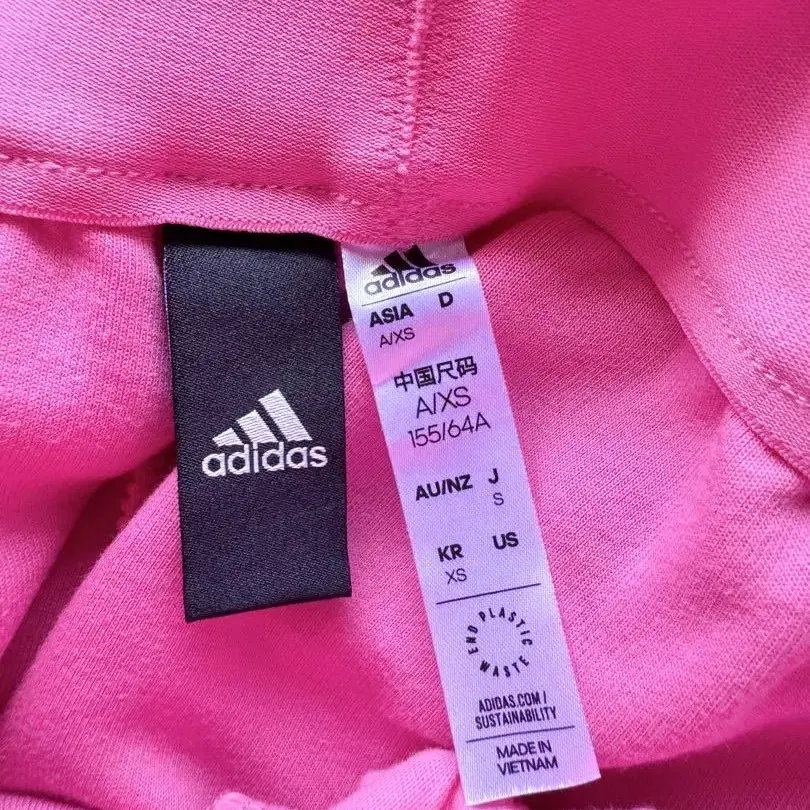 adidas
adidas
ASIA D
A/XS
中国尺码
A/XS
155/64A
AU/NZ J
S
KR US
XS
END PLASTIC WASTE
ADIDAS.COM/
SUSTAINABILITY
MADE IN
VIETNAM